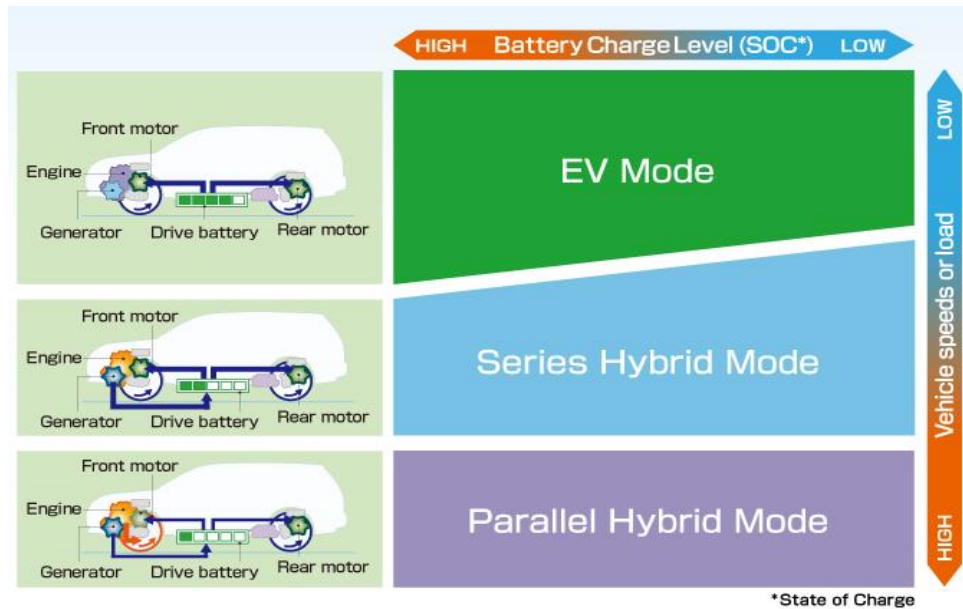 HIGH Battery Charge Level (SOC*) LOW
Front motor
Engine
Generator Drive battery Rear motor
EV Mode
LOW
Vehicle speeds or load
HIGH
Front motor
Engine
Generator Drive battery Rear motor
Series Hybrid Mode
Front motor
Engine
Generator Drive battery Rear motor
Parallel Hybrid Mode
*State of Charge